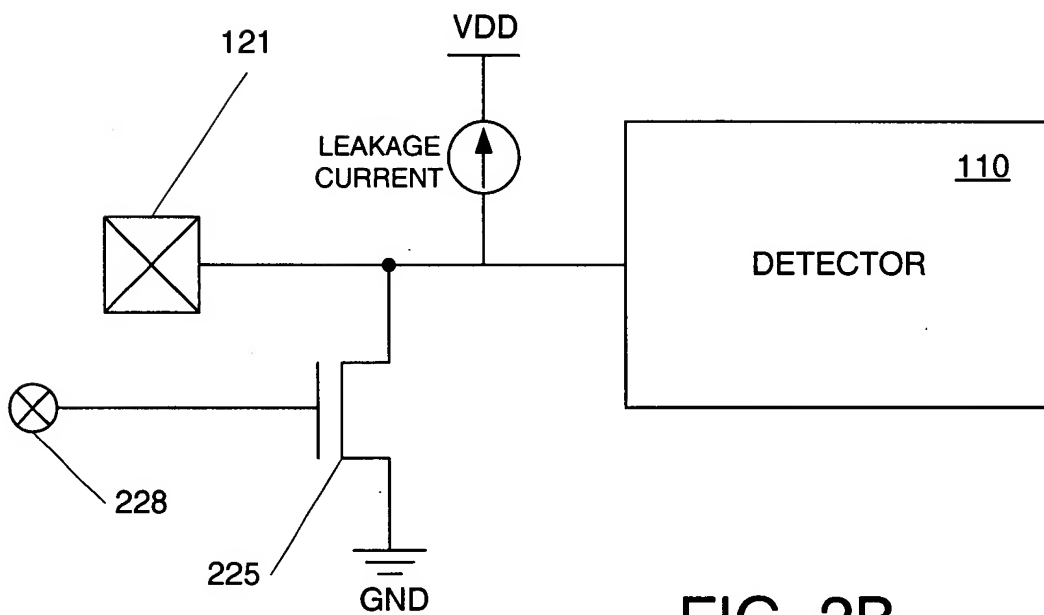 VDD
121
LEAKAGE
CURRENT
110
DETECTOR
228
225
GND
FIG. 2B